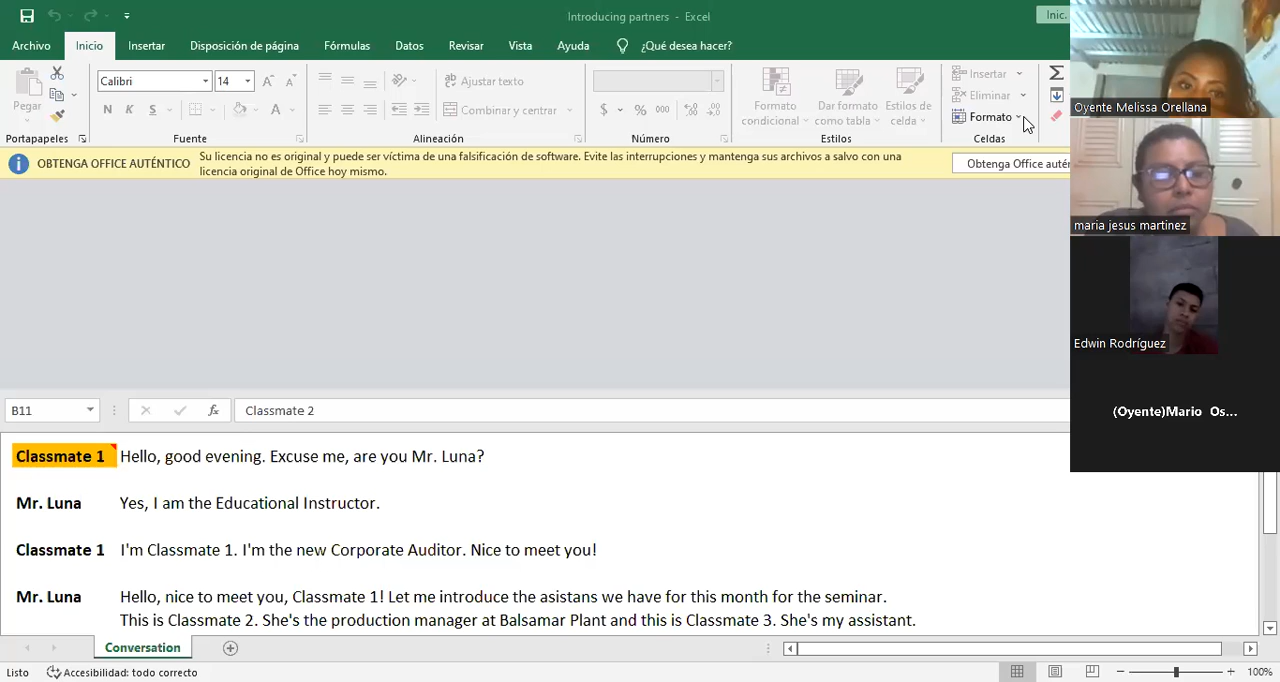 Introducing partners - Excel
Inic.
Archivo Inicio Insertar Disposición de página Fórmulas Datos Revisar Vista Ayuda ¿Qué desea hacer?
Pegar
Calibri 14
N K S A A A
Ajustar texto
Combinar y centrar
$ % 000
Formato condicional
Dar formato como tabla
Estilos de celda
Insertar
Eliminar
Formato
Portapapeles Fuente Alineación Número Estilos Celdas
OBTENGA OFFICE AUTÉNTICO Su licencia no es original y puede ser víctima de una falsificación de software. Evite las interrupciones y mantenga sus archivos a salvo con una
licencia original de Office hoy mismo.
Obtenga Office auté
Oyente Melissa Orellana
maria jesus martinez
Edwin Rodríguez
(Oyente)Mario Os...
B11 fx Classmate 2
Classmate 1 Hello, good evening. Excuse me, are you Mr. Luna?
Mr. Luna Yes, I am the Educational Instructor.
Classmate 1 I'm Classmate 1. I'm the new Corporate Auditor. Nice to meet you!
Mr. Luna Hello, nice to meet you, Classmate 1! Let me introduce the asistans we have for this month for the seminar.
This is Classmate 2. She's the production manager at Balsamar Plant and this is Classmate 3. She's my assistant.
Conversation
Listo Accesibilidad: todo correcto 100%